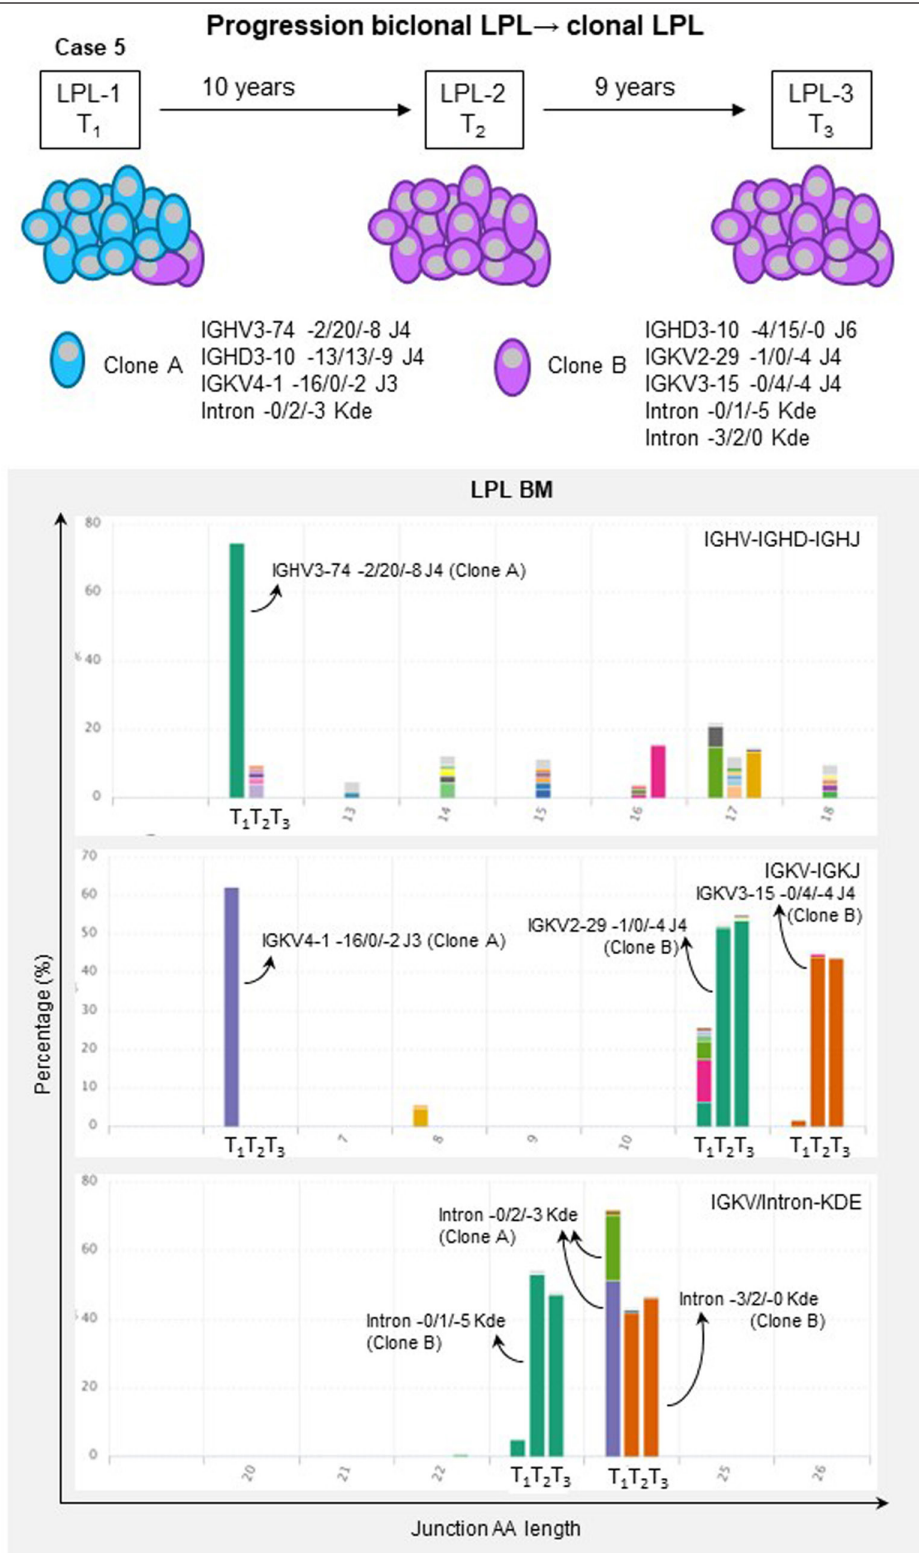 Progression biclonal LPL→ clonal LPL
Case 5
LPL-1
T1
10 years
LPL-2
T2
9 years
LPL-3
T3
Clone A
IGHV3-74 -2/20/-8 J4
IGHD3-10 -13/13/-9 J4
IGKV4-1 -16/0/-2 J3
Intron -0/2/-3 Kde
Clone B
IGHD3-10 -4/15/-0 J6
IGKV2-29 -1/0/-4 J4
IGKV3-15 -0/4/-4 J4
Intron -0/1/-5 Kde
Intron -3/2/0 Kde
LPL BM
Percentage (%)
80
60
40
20
0
%
IGHV-IGHD-IGHJ
IGHV3-74 -2/20/-8 J4 (Clone A)
T1T2T3
13
14
15
16
17
18
70
60
50
40
30
20
10
0
IGKV-IGKJ
IGKV3-15 -0/4/-4 J4
(Clone B)
IGKV2-29 -1/0/-4 J4
(Clone B)
IGKV4-1 -16/0/-2 J3 (Clone A)
T1T2T3
7
8
9
10
T1T2T3
T1T2T3
80
60
40
20
0
IGKV/Intron-KDE
Intron -0/2/-3 Kde
(Clone A)
Intron -0/1/-5 Kde
(Clone B)
Intron -3/2/-0 Kde
(Clone B)
20
21
22
T1T2T3
T1T2T3
25
26
Junction AA length